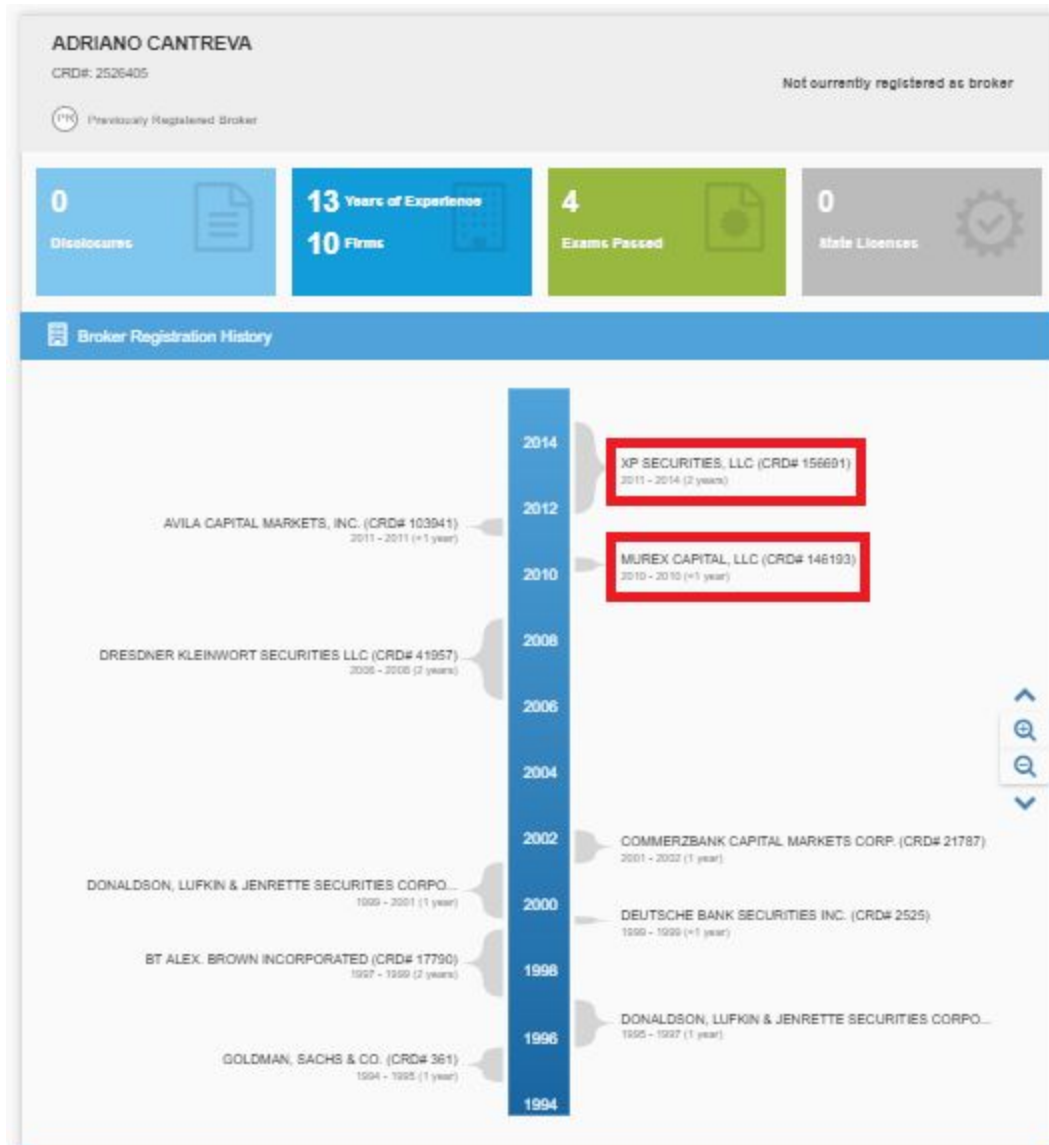 ADRIANO CANTREVA
CRD#: 2526405
Not currently registered as broker
PR Previously Registered Broker
0
Disclosures
13 Years of Experience
10 Firms
4
Exams Passed
0
State Licenses
Broker Registration History
2014
XP SECURITIES, LLC (CRD# 156691)
2011 - 2014 (2 years)
2012
AVILA CAPITAL MARKETS, INC. (CRD# 103941)
2011 - 2011 (<1 year)
MUREX CAPITAL, LLC (CRD# 146193)
2010 - 2010 (<1 year)
2010
2008
DRESDNER KLEINWORT SECURITIES LLC (CRD# 41957)
2006 - 2008 (2 years)
2006
2004
2002
COMMERZBANK CAPITAL MARKETS CORP. (CRD# 21787)
2001 - 2002 (1 year)
DONALDSON, LUFKIN & JENRETTE SECURITIES CORPO...
1999 - 2001 (1 year)
2000
DEUTSCHE BANK SECURITIES INC. (CRD# 2525)
1999 - 1999 (<1 year)
BT ALEX. BROWN INCORPORATED (CRD# 17790)
1997 - 1999 (2 years)
1998
DONALDSON, LUFKIN & JENRETTE SECURITIES CORPO...
1995 - 1997 (1 year)
1996
GOLDMAN, SACHS & CO. (CRD# 361)
1994 - 1995 (1 year)
1994